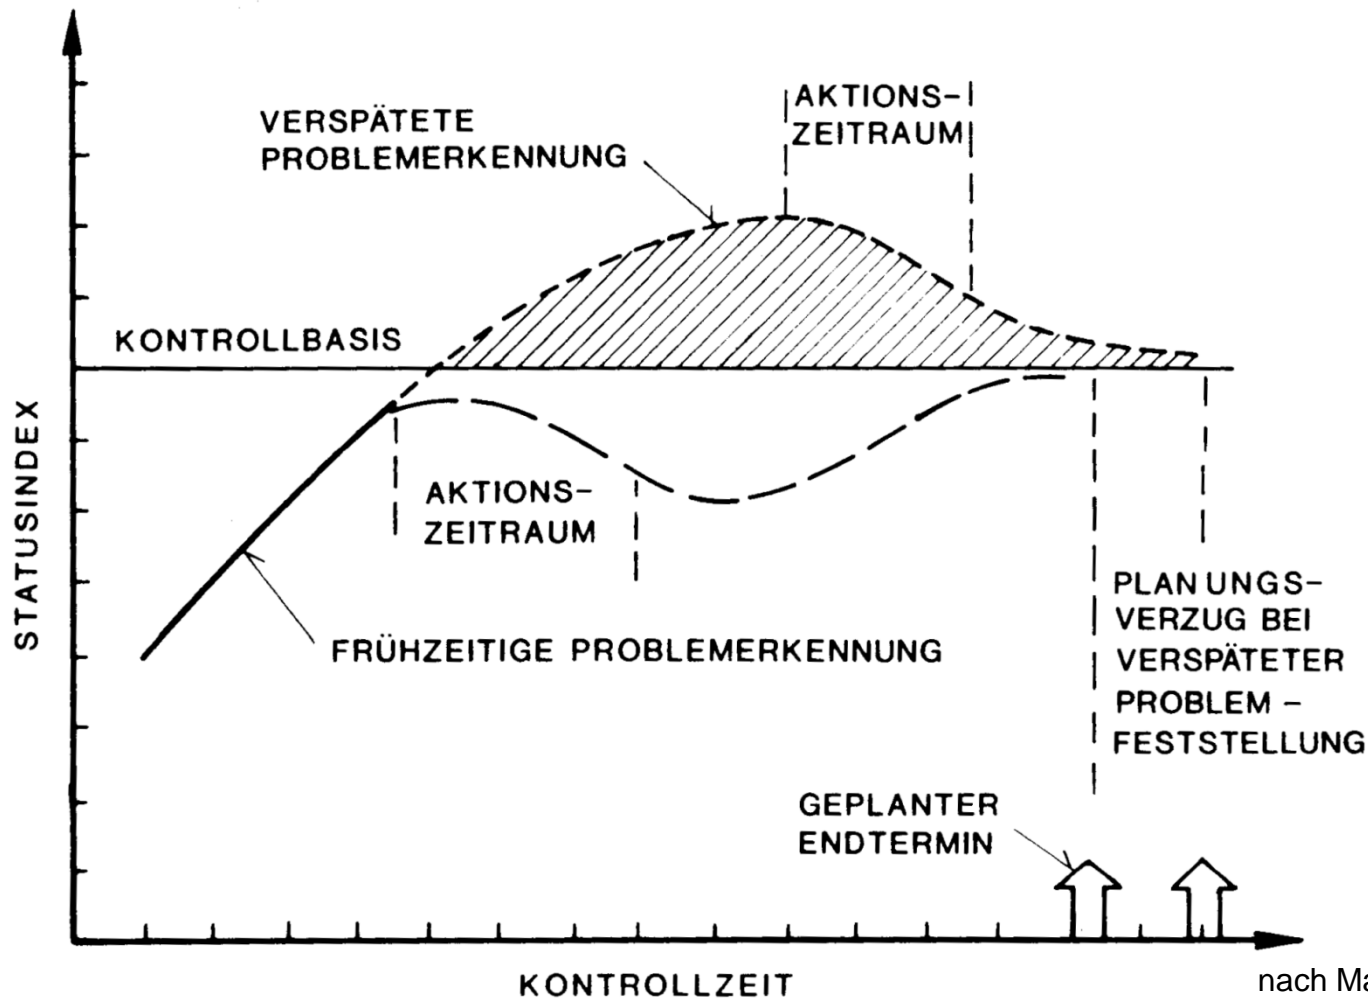 VERSPÄTETE
PROBLEMERKENNUNG
AKTIONS-
ZEITRAUM
KONTROLLBASIS
STATUSINDEX
AKTIONS-
ZEITRAUM
FRÜHZEITIGE PROBLEMERKENNUNG
PLANUNGS-
VERZUG BEI
VERSPÄTETER
PROBLEM-
FESTSTELLUNG
GEPLANTER
ENDTERMIN
KONTROLLZEIT
nach